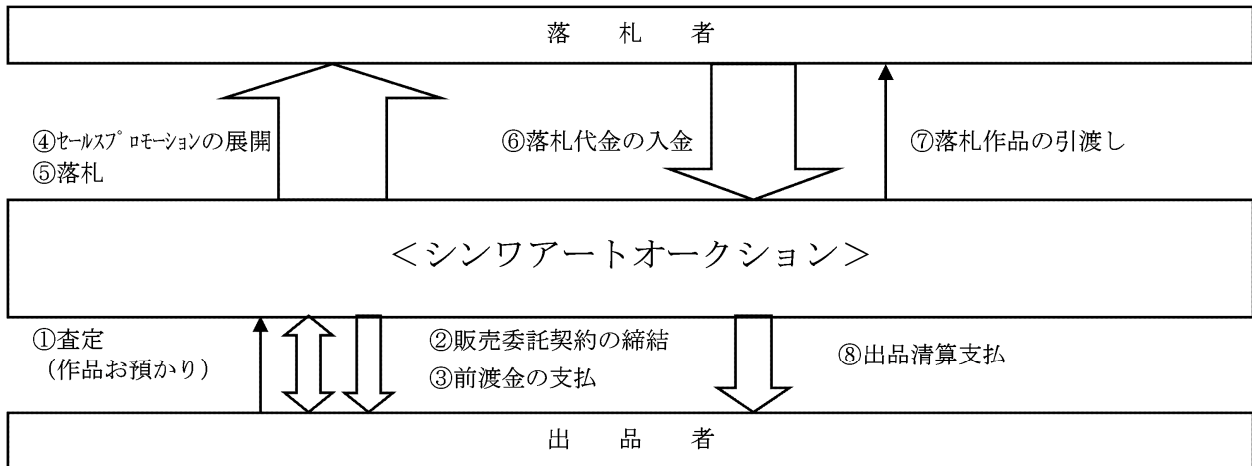 落　札　者
④ｾｰﾙｽﾌﾟﾛﾓｰｼｮﾝの展開
⑤落札
⑥落札代金の入金
⑦落札作品の引渡し
＜シンワアートオークション＞
①査定
（作品お預かり）
②販売委託契約の締結
③前渡金の支払
⑧出品清算支払
出　品　者